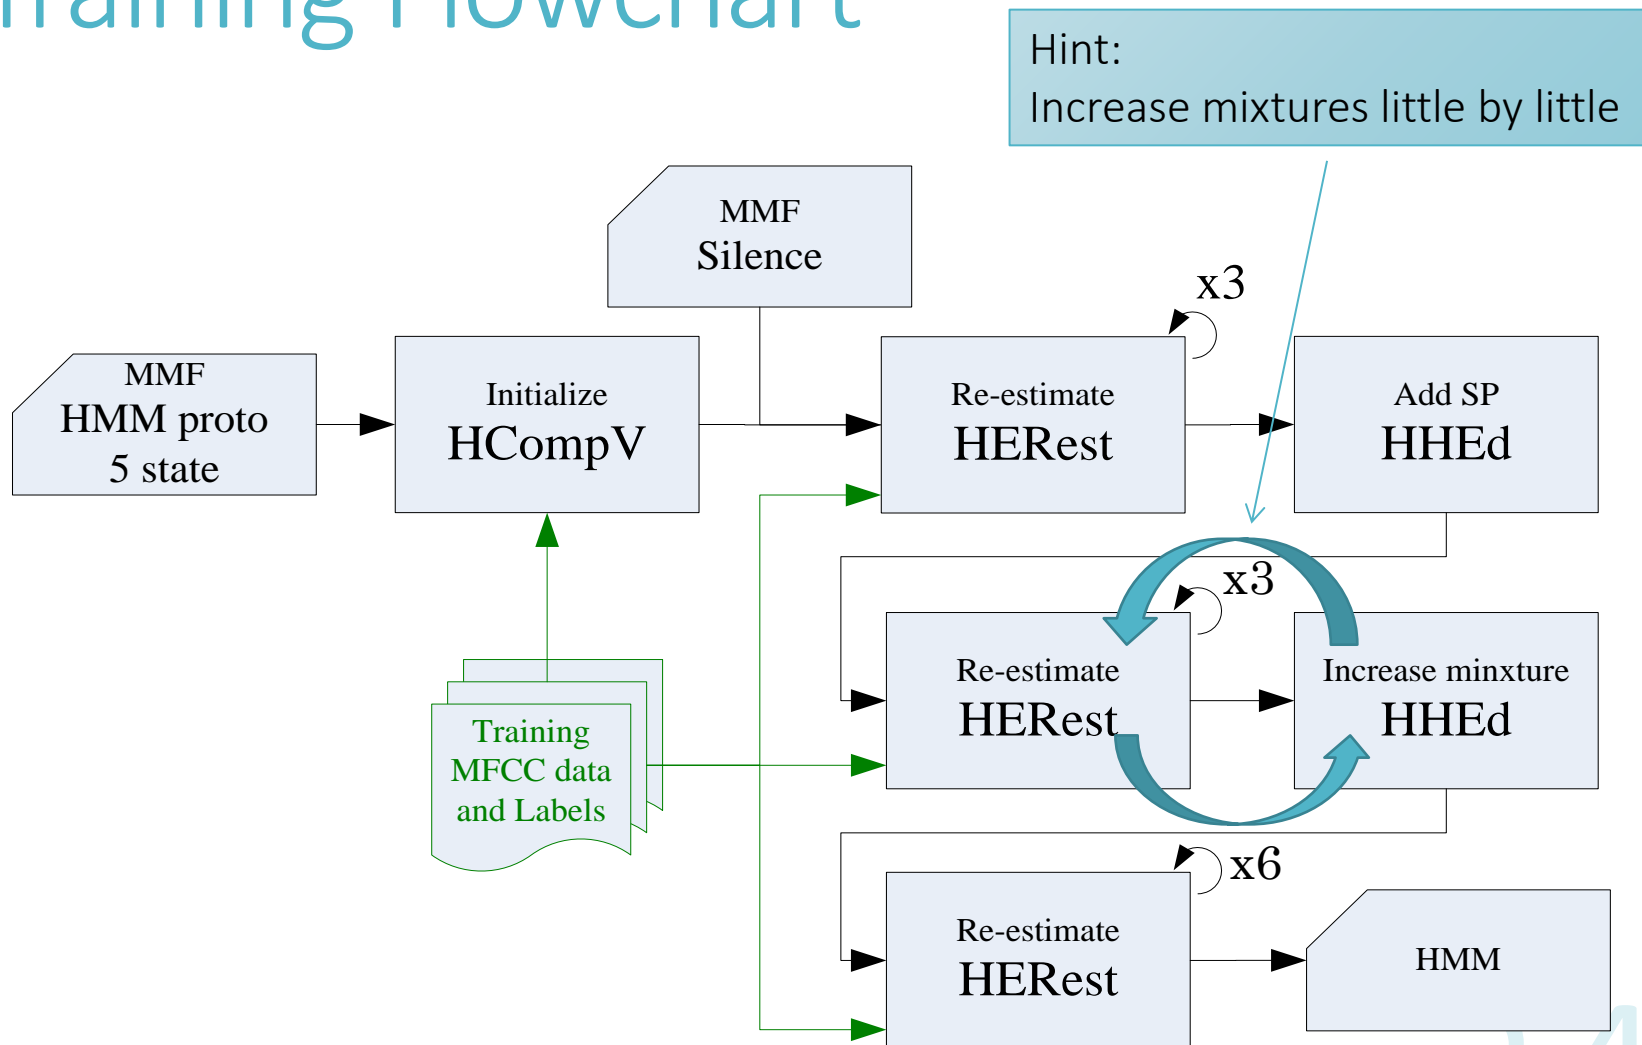 Training Flowchart
Hint:
Increase mixtures little by little
MMF
Silence
x3
MMF
HMM proto
5 state
Initialize
HCompV
Re-estimate
HERest
Add SP
HHEd
x3
Re-estimate
HERest
Increase minxture
HHEd
Training
MFCC data
and Labels
x6
Re-estimate
HERest
HMM